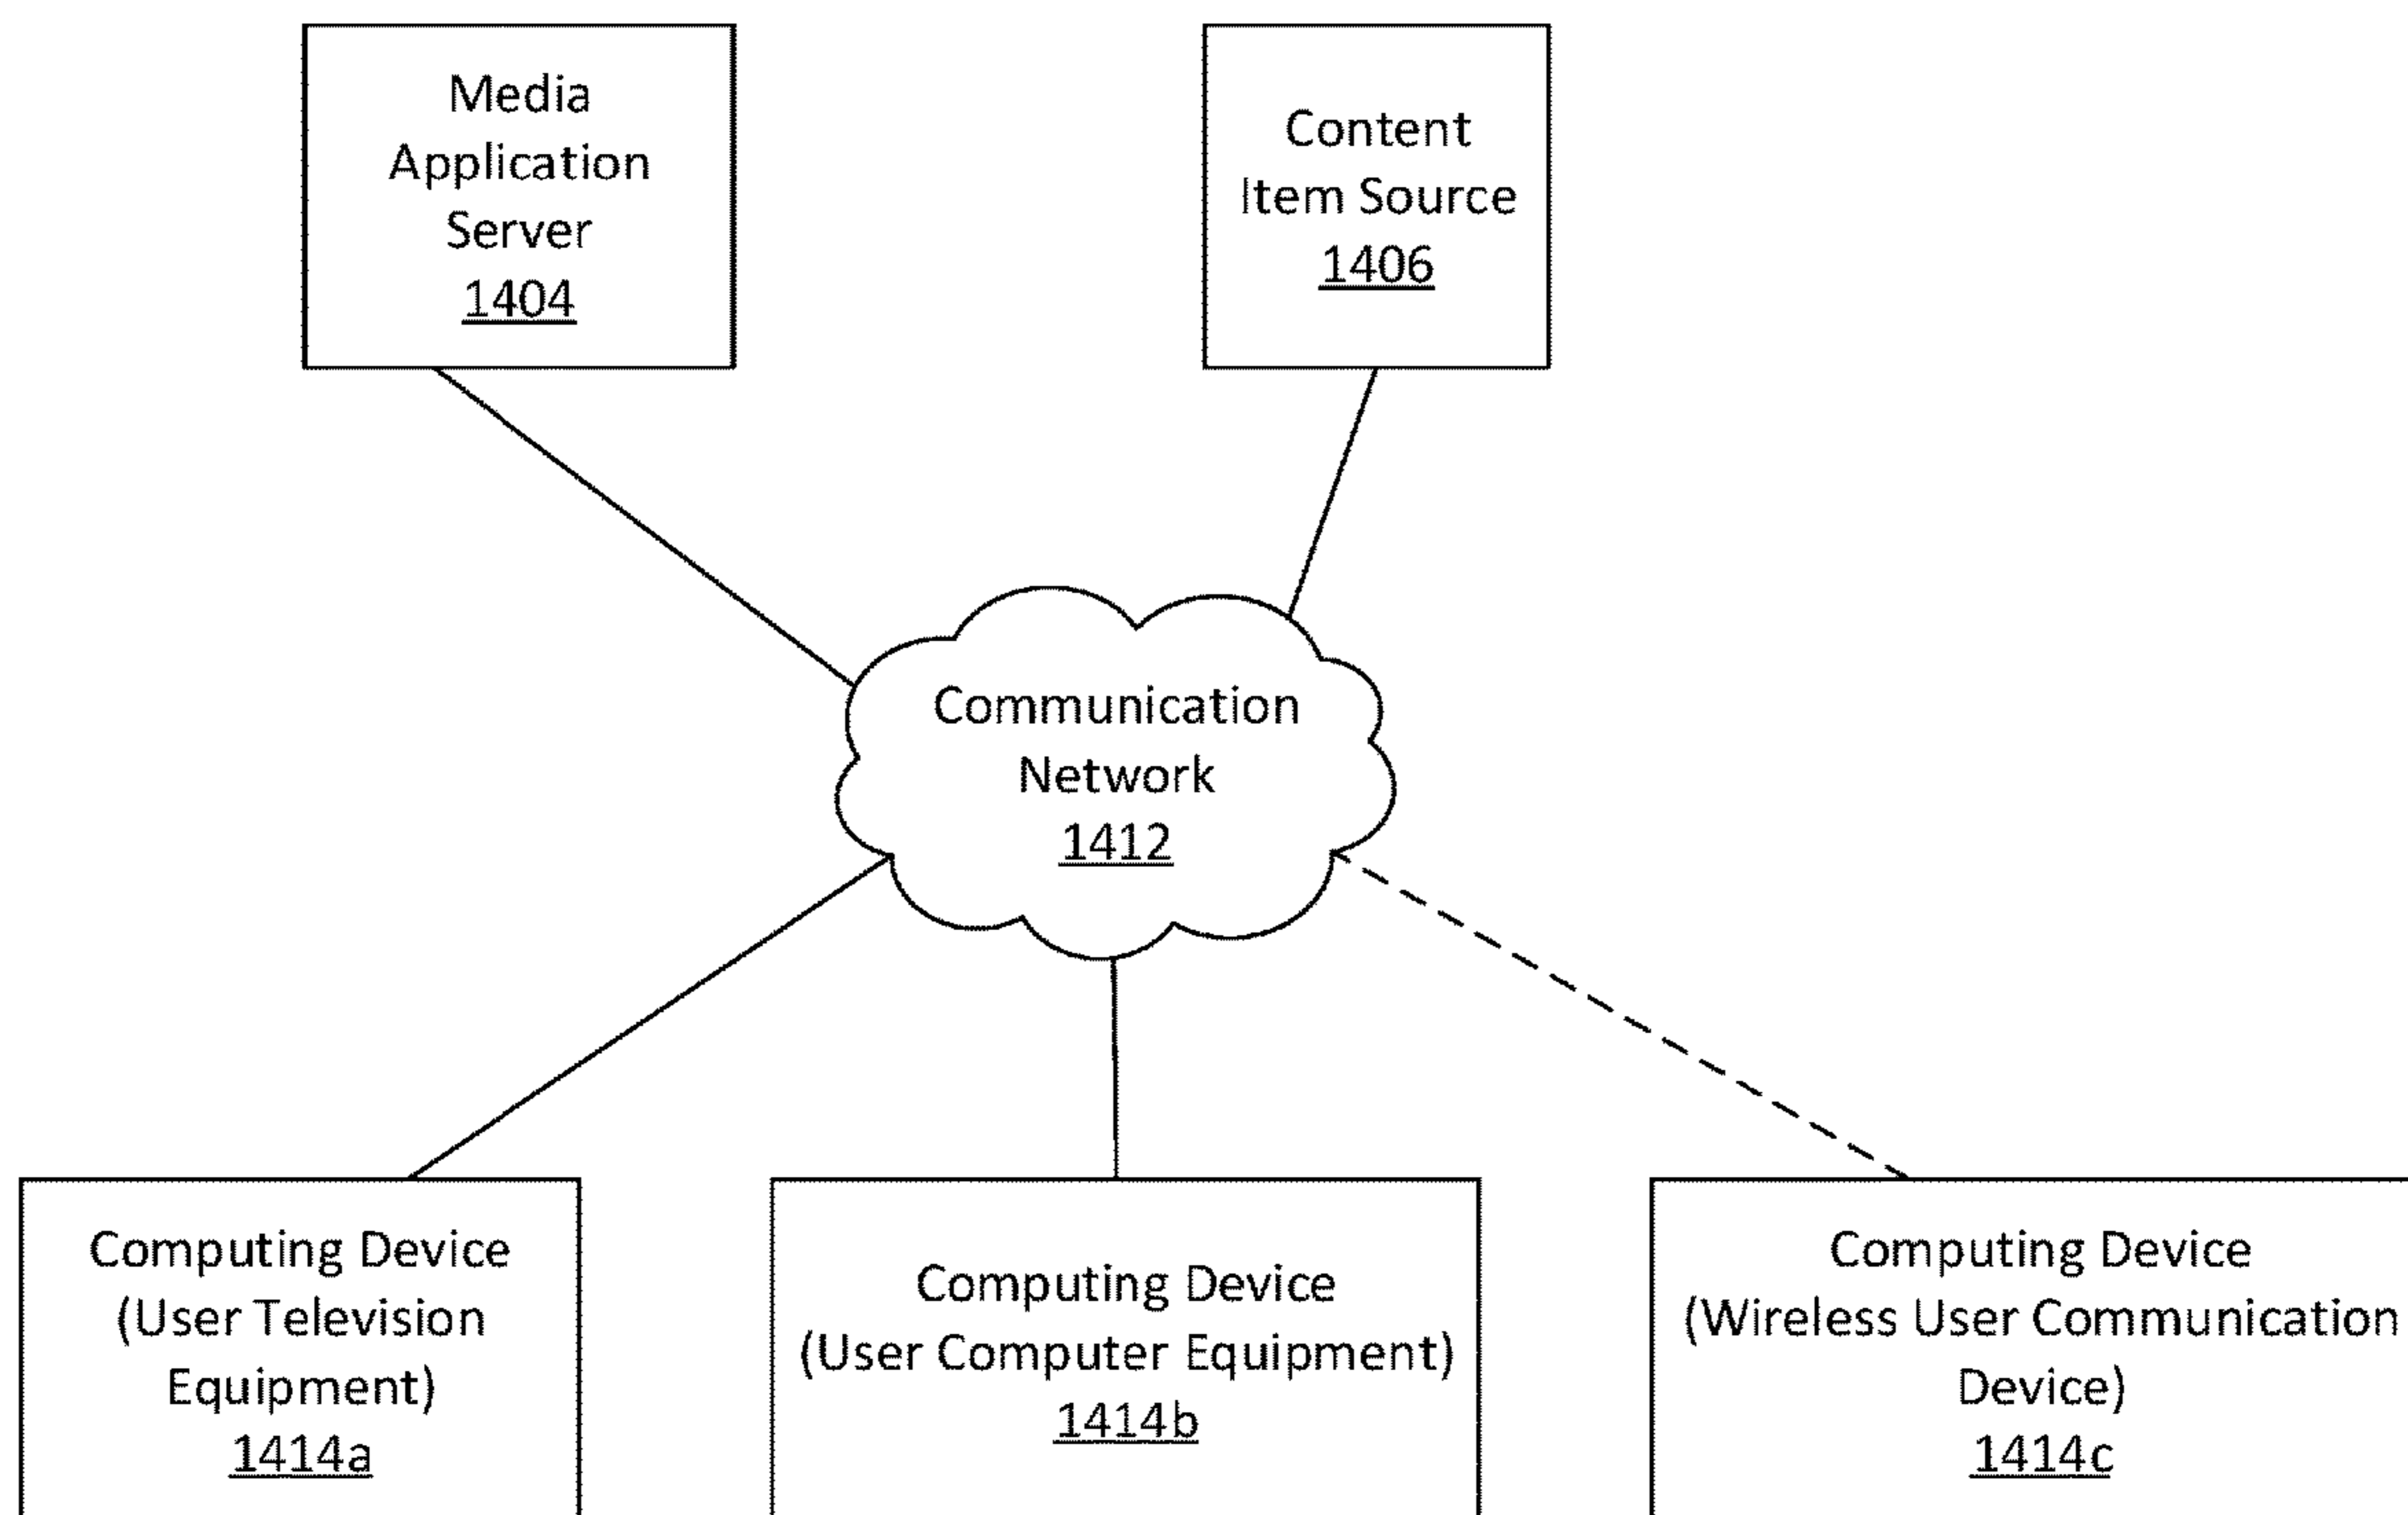 Media
Application
Server
1404
Content
Item Source
1406
Communication
Network
1412
Computing Device
(User Television
Equipment)
1414a
Computing Device
(User Computer Equipment)
1414b
Computing Device
(Wireless User Communication
Device)
1414c